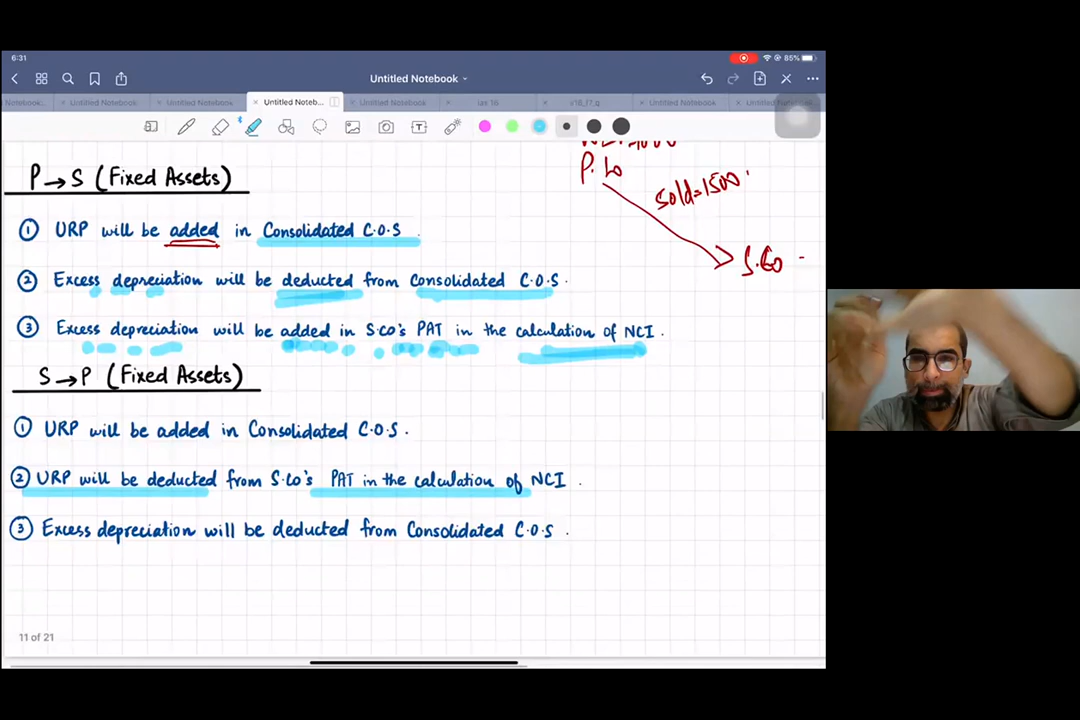 6:31
85%
Untitled Notebook
Notebook...
Untitled Notebook
Untitled Notebook
Untitled Noteb...
Untitled Notebook
ias 16
Untitled Notebook
P.Co
Sold=1500
S.Co
P→S (Fixed Assets)
① URP will be added in Consolidated C.O.S
② Excess depreciation will be deducted from Consolidated C.O.S.
③ Excess depreciation will be added in S.CO's PAT in the calculation of NCI.
S→P (Fixed Assets)
① URP will be added in Consolidated C.O.S.
② URP will be deducted from S.CO's PAT in the calculation of NCI.
③ Excess depreciation will be deducted from Consolidated C.O.S.
11 of 21